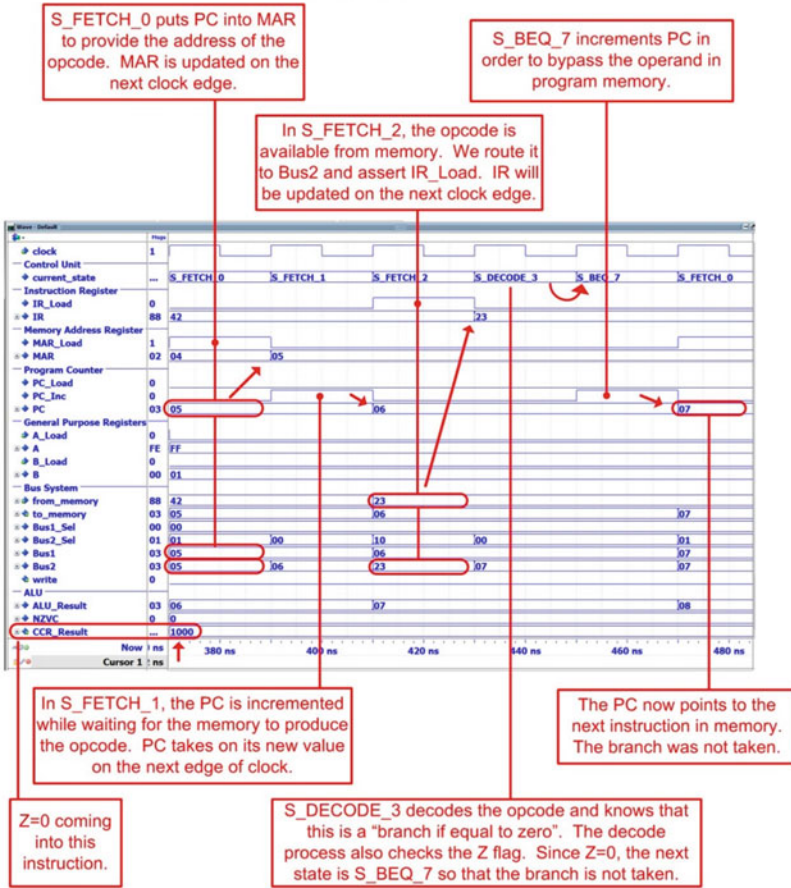 S_FETCH_0 puts PC into MAR
to provide the address of the
opcode. MAR is updated on the
next clock edge.
S_BEQ_7 increments PC in
order to bypass the operand in
program memory.
In S_FETCH_2, the opcode is
available from memory. We route it
to Bus2 and assert IR_Load. IR will
be updated on the next clock edge.
Wave - Default
Msgs
clock 1
Control Unit
current_state ... S_FETCH_0 S_FETCH_1 S_FETCH_2 S_DECODE_3 S_BEQ_7 S_FETCH_0
Instruction Register
IR_Load 0
IR 88 42 23
Memory Address Register
MAR_Load 1
MAR 02 04 05
Program Counter
PC_Load 0
PC_Inc 0
PC 03 05 06 07
General Purpose Registers
A_Load 0
A FE FF
B_Load 0
B 00 01
Bus System
from_memory 88 42 23
to_memory 03 05 06 07
Bus1_Sel 00 00
Bus2_Sel 01 01 00 10 00 01
Bus1 03 05 06 07
Bus2 03 05 06 23 07 07
write 0
ALU
ALU_Result 03 06 07 08
NZVC 0 0
CCR_Result ... 1000
Now ns 380 ns 400 ns 420 ns 440 ns 460 ns 480 ns
Cursor 1 ns
In S_FETCH_1, the PC is incremented
while waiting for the memory to produce
the opcode. PC takes on its new value
on the next edge of clock.
The PC now points to the
next instruction in memory.
The branch was not taken.
Z=0 coming
into this
instruction.
S_DECODE_3 decodes the opcode and knows that
this is a “branch if equal to zero”. The decode
process also checks the Z flag. Since Z=0, the next
state is S_BEQ_7 so that the branch is not taken.